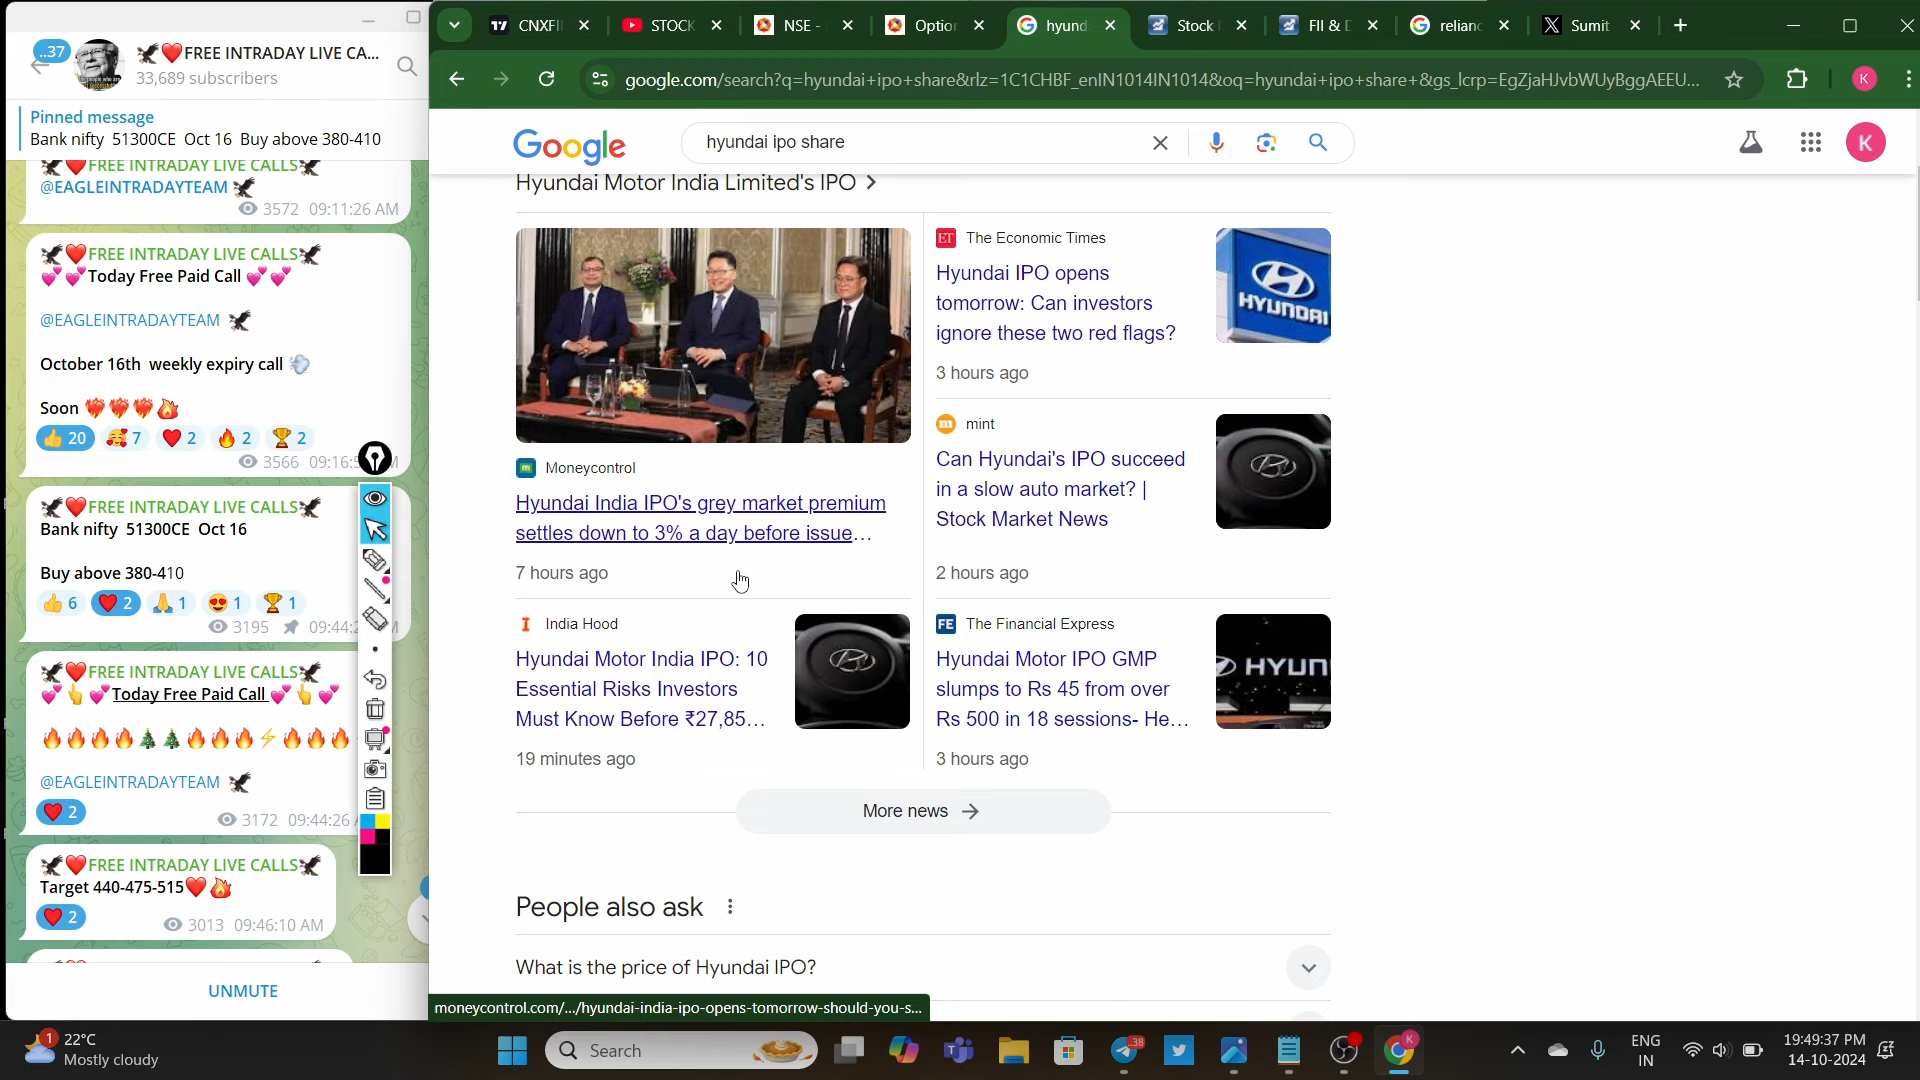 ..37
🦅❤️FREE INTRADAY LIVE CA...
33,689 subscribers
Pinned message
Bank nifty 51300CE Oct 16 Buy above 380-410
🦅❤️FREE INTRADAY LIVE CALLS🦅
@EAGLEINTRADAYTEAM 🦅
3572 09:11:26 AM
🦅❤️FREE INTRADAY LIVE CALLS🦅
💕💕Today Free Paid Call 💕💕
@EAGLEINTRADAYTEAM 🦅
October 16th weekly expiry call 💨
Soon ❤️‍🔥❤️‍🔥❤️‍🔥🔥
👍 20 🥰 7 ❤️ 2 🔥 2 🏆 2
3566 09:16:5
🦅❤️FREE INTRADAY LIVE CALLS🦅
Bank nifty 51300CE Oct 16
Buy above 380-410
👍 6 ❤️ 2 🙏 1 😍 1 🏆 1
3195 09:44:2
🦅❤️FREE INTRADAY LIVE CALLS🦅
💕👆💕Today Free Paid Call 💕👆💕
🔥🔥🔥🔥🎄🎄🔥🔥🔥⚡🔥🔥🔥
@EAGLEINTRADAYTEAM 🦅
❤️ 2
3172 09:44:26
🦅❤️FREE INTRADAY LIVE CALLS🦅
Target 440-475-515❤️🔥
❤️ 2
3013 09:46:10 AM
UNMUTE
CNXFI
STOCK
NSE -
Option
hyund
Stock
FII & D
relianc
Sumit
google.com/search?q=hyundai+ipo+share&rlz=1C1CHBF_enIN1014IN1014&oq=hyundai+ipo+share+&gs_lcrp=EgZjaHJvbWUyBggAEEU...
K
Google
hyundai ipo share
K
Hyundai Motor India Limited's IPO >
Moneycontrol
Hyundai India IPO's grey market premium
settles down to 3% a day before issue...
7 hours ago
ET The Economic Times
Hyundai IPO opens
tomorrow: Can investors
ignore these two red flags?
3 hours ago
HYUNDAI
m mint
Can Hyundai's IPO succeed
in a slow auto market? |
Stock Market News
2 hours ago
I India Hood
Hyundai Motor India IPO: 10
Essential Risks Investors
Must Know Before ₹27,85...
19 minutes ago
FE The Financial Express
Hyundai Motor IPO GMP
slumps to Rs 45 from over
Rs 500 in 18 sessions- He...
3 hours ago
HYUN
More news →
People also ask
What is the price of Hyundai IPO?
moneycontrol.com/.../hyundai-india-ipo-opens-tomorrow-should-you-s...
1
22°C
Mostly cloudy
Search
.38
K
ENG
IN
19:49:37 PM
14-10-2024